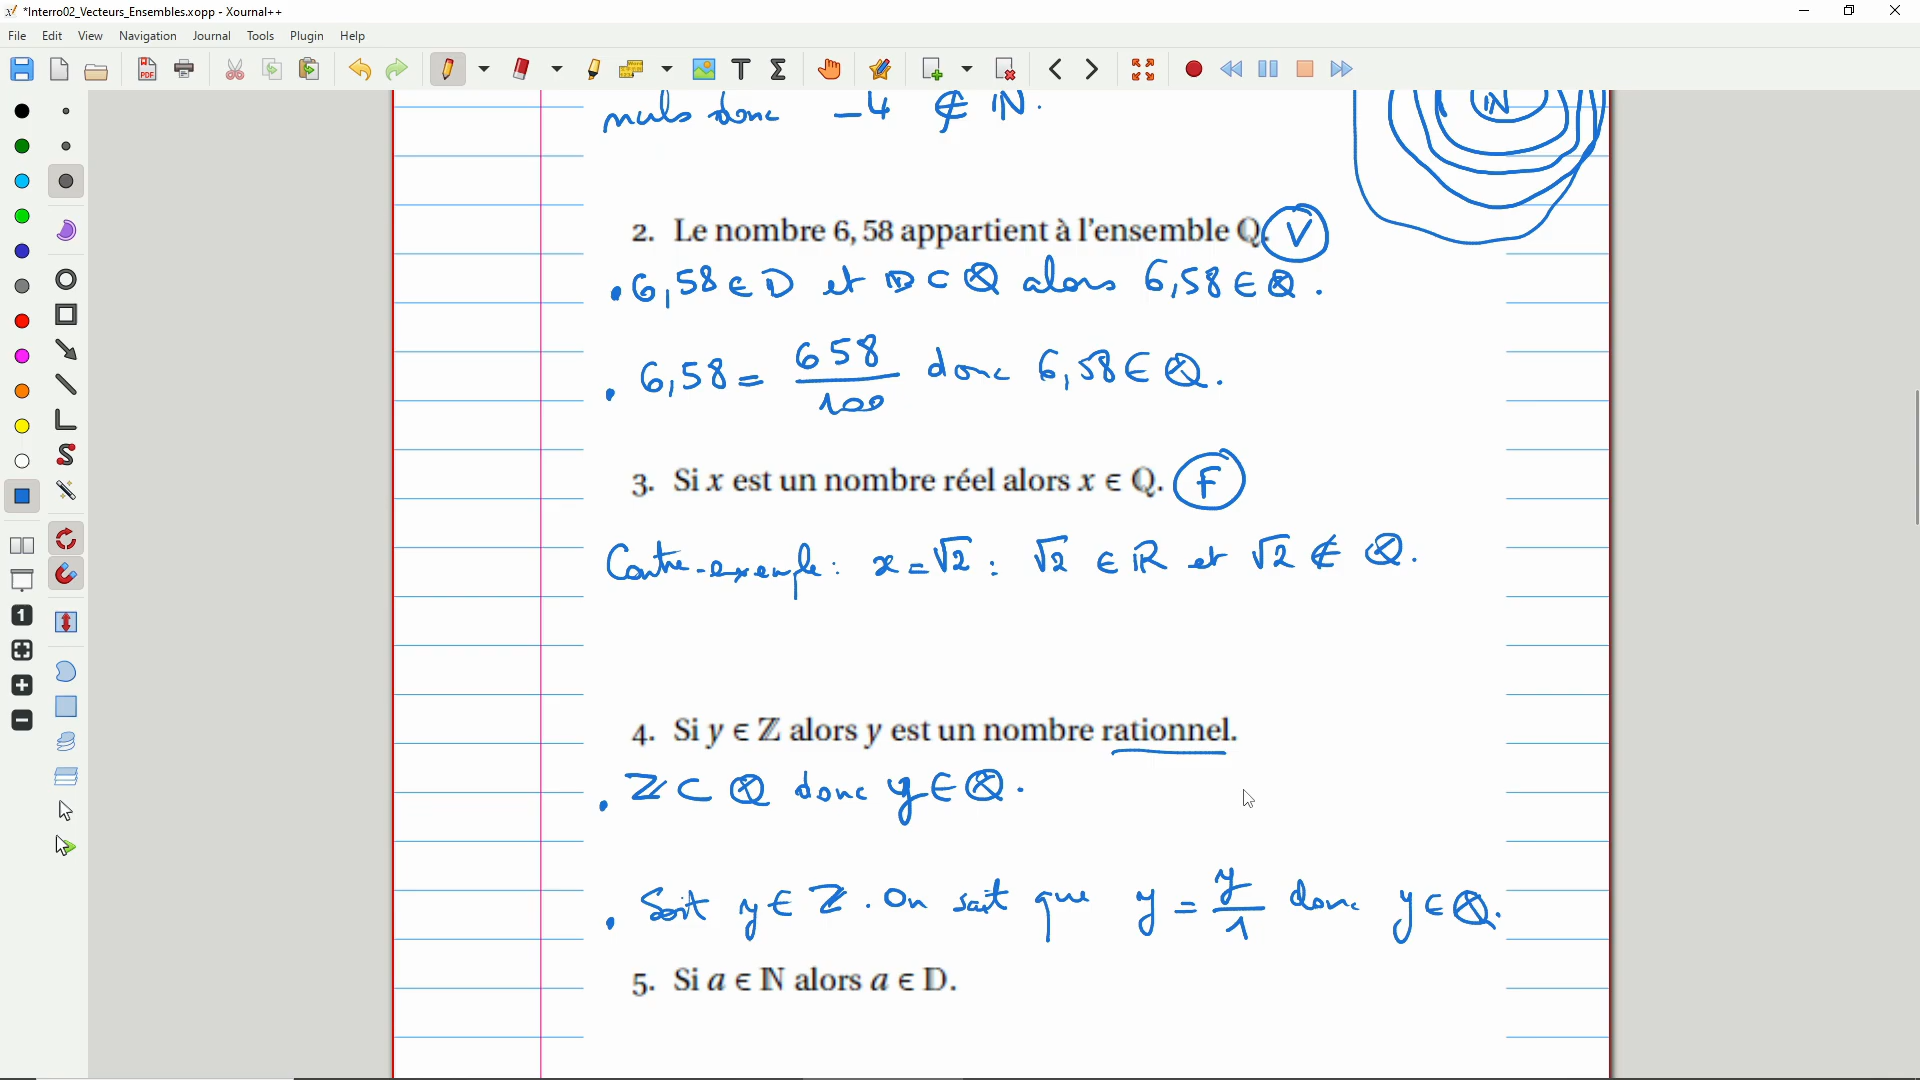 *Interro02_Vecteurs_Ensembles.xopp - Xournal++
File Edit View Navigation Journal Tools Plugin Help
nuls donc -4 ∉ ℕ.
ℕ
2. Le nombre 6,58 appartient à l'ensemble ℚ. V
• 6,58 ∈ 𝔻 et 𝔻 ⊂ ℚ alors 6,58 ∈ ℚ.
• 6,58 = 658/100 donc 6,58 ∈ ℚ.
3. Si x est un nombre réel alors x ∈ ℚ. F
Contre-exemple : x = √2 : √2 ∈ ℝ et √2 ∉ ℚ.
4. Si y ∈ ℤ alors y est un nombre rationnel.
• ℤ ⊂ ℚ donc y ∈ ℚ.
• Soit y ∈ ℤ. On sait que y = y/1 donc y ∈ ℚ.
5. Si a ∈ ℕ alors a ∈ 𝔻.